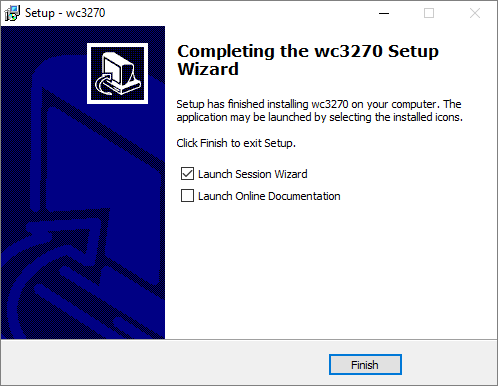 Setup - wc3270
Completing the wc3270 Setup
Wizard
Setup has finished installing wc3270 on your computer. The
application may be launched by selecting the installed icons.
Click Finish to exit Setup.
Launch Session Wizard
Launch Online Documentation
Finish